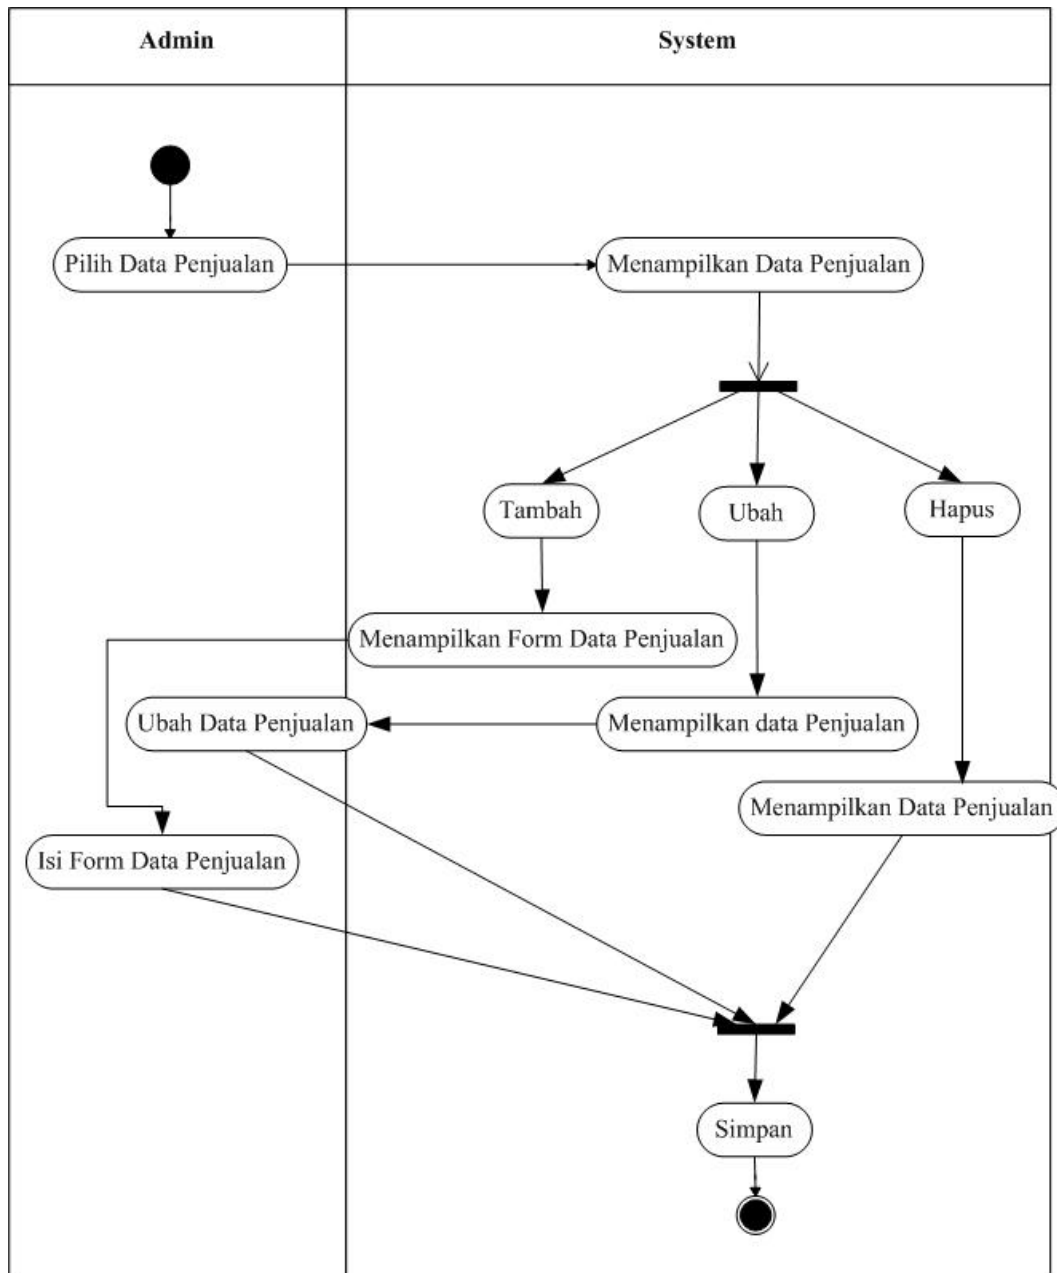 Admin
System
Pilih Data Penjualan
Menampilkan Data Penjualan
Tambah
Ubah
Hapus
Menampilkan Form Data Penjualan
Ubah Data Penjualan
Menampilkan data Penjualan
Menampilkan Data Penjualan
Isi Form Data Penjualan
Simpan